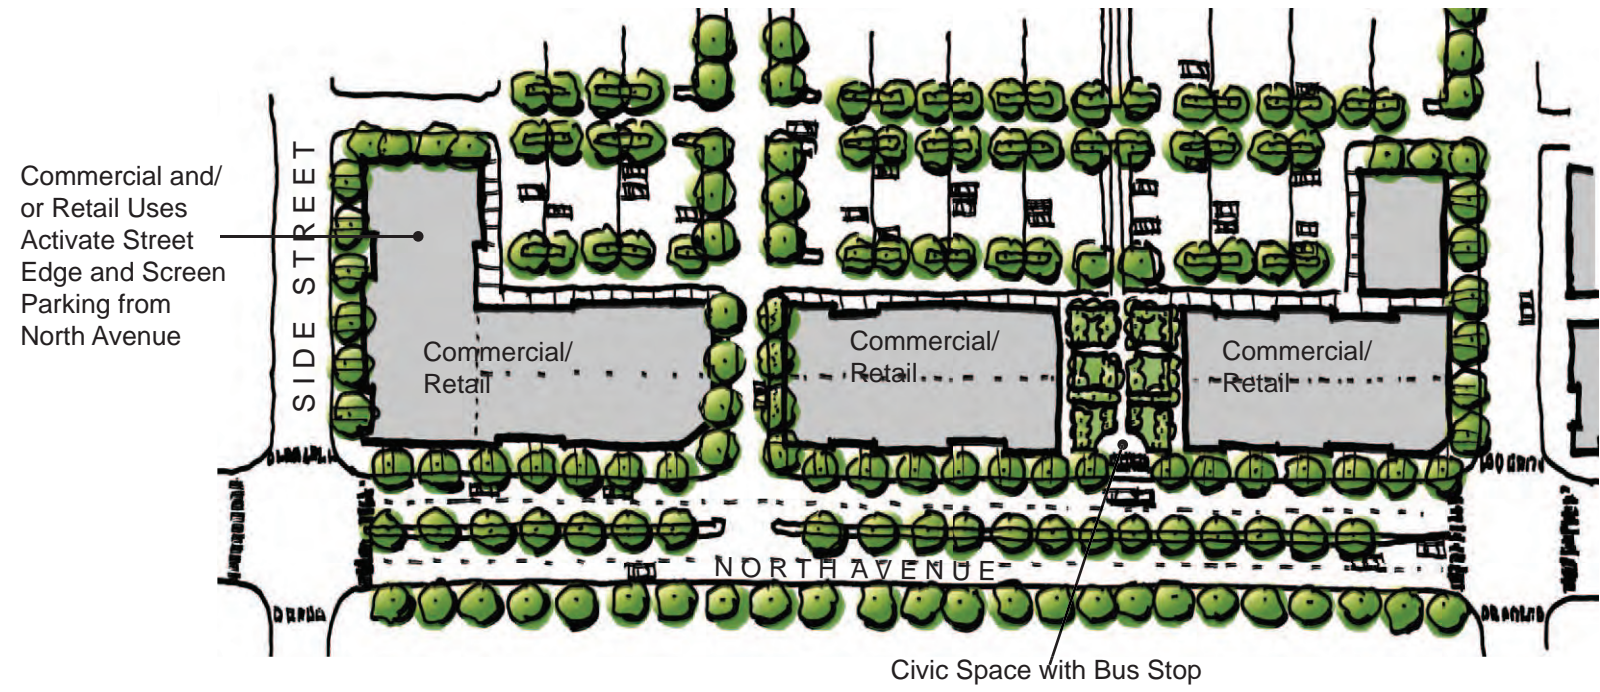 Commercial and/
or Retail Uses
Activate Street
Edge and Screen
Parking from
North Avenue
SIDE STREET
Commercial/
Retail
Commercial/
Retail
Commercial/
Retail
NORTH AVENUE
Civic Space with Bus Stop